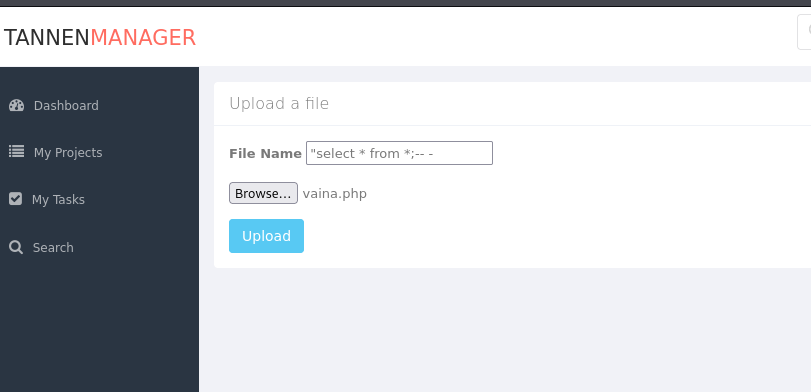 TANNENMANAGER
Dashboard
My Projects
My Tasks
Search
Upload a file
File Name "select * from *;-- -
Browse... vaina.php
Upload